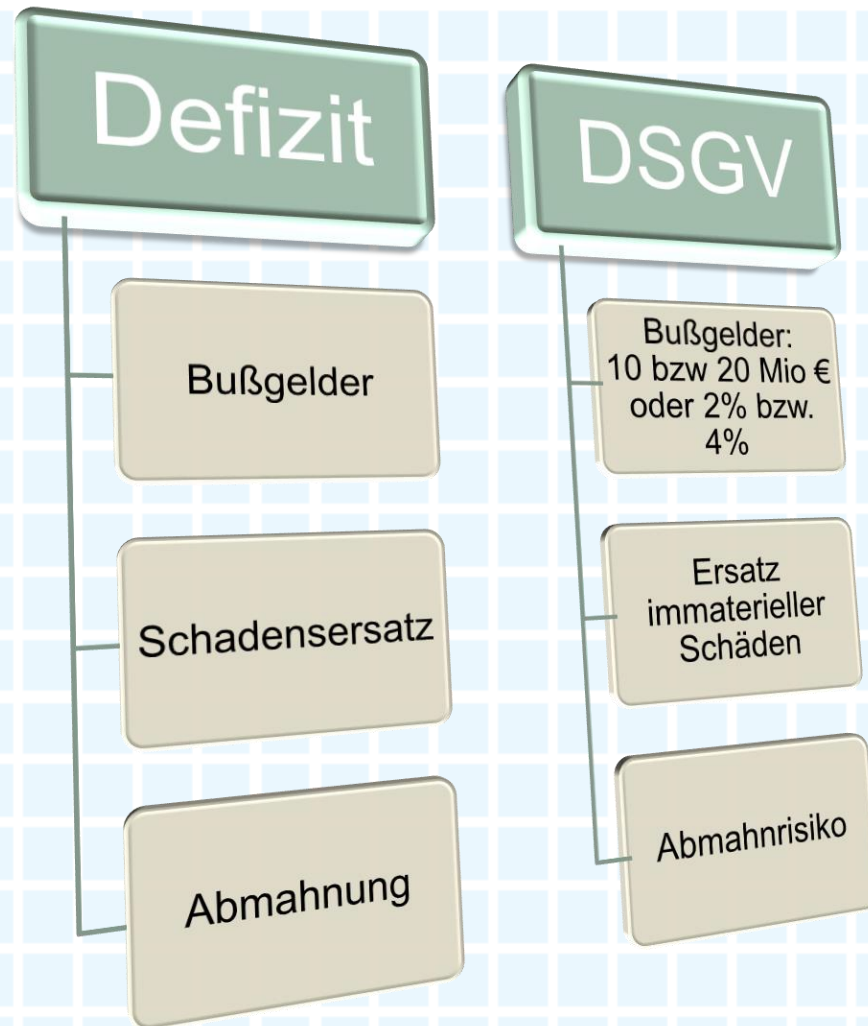 Defizit
Bußgelder
Schadensersatz
Abmahnung
DSGV
Bußgelder:
10 bzw 20 Mio €
oder 2% bzw.
4%
Ersatz
immaterieller
Schäden
Abmahnrisiko